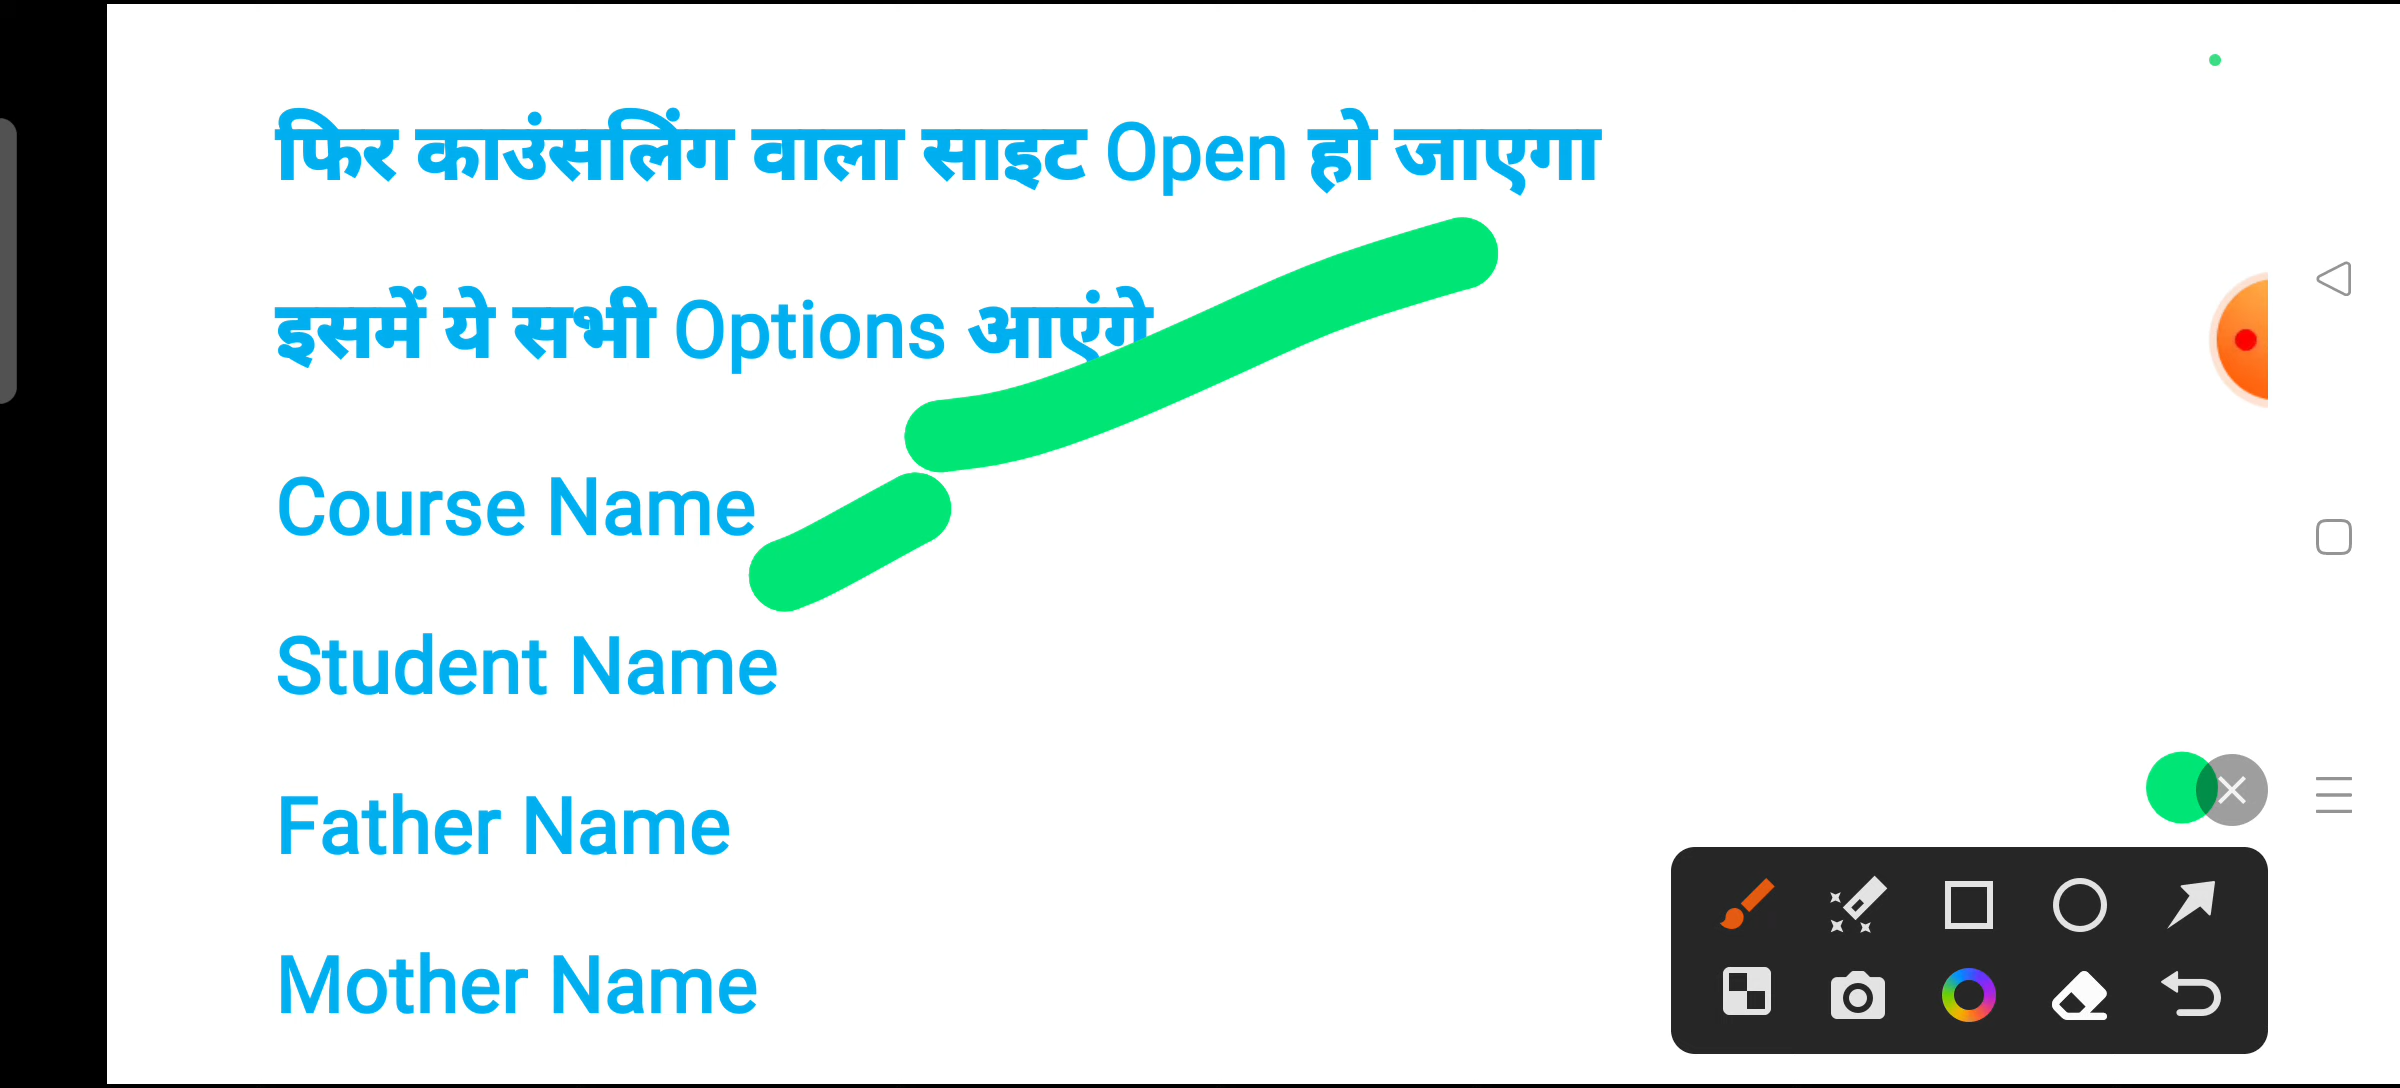 फिर काउंसलिंग वाला साइट Open हो जाएगा
इसमें ये सभी Options आएंगे
Course Name
Student Name
Father Name
Mother Name